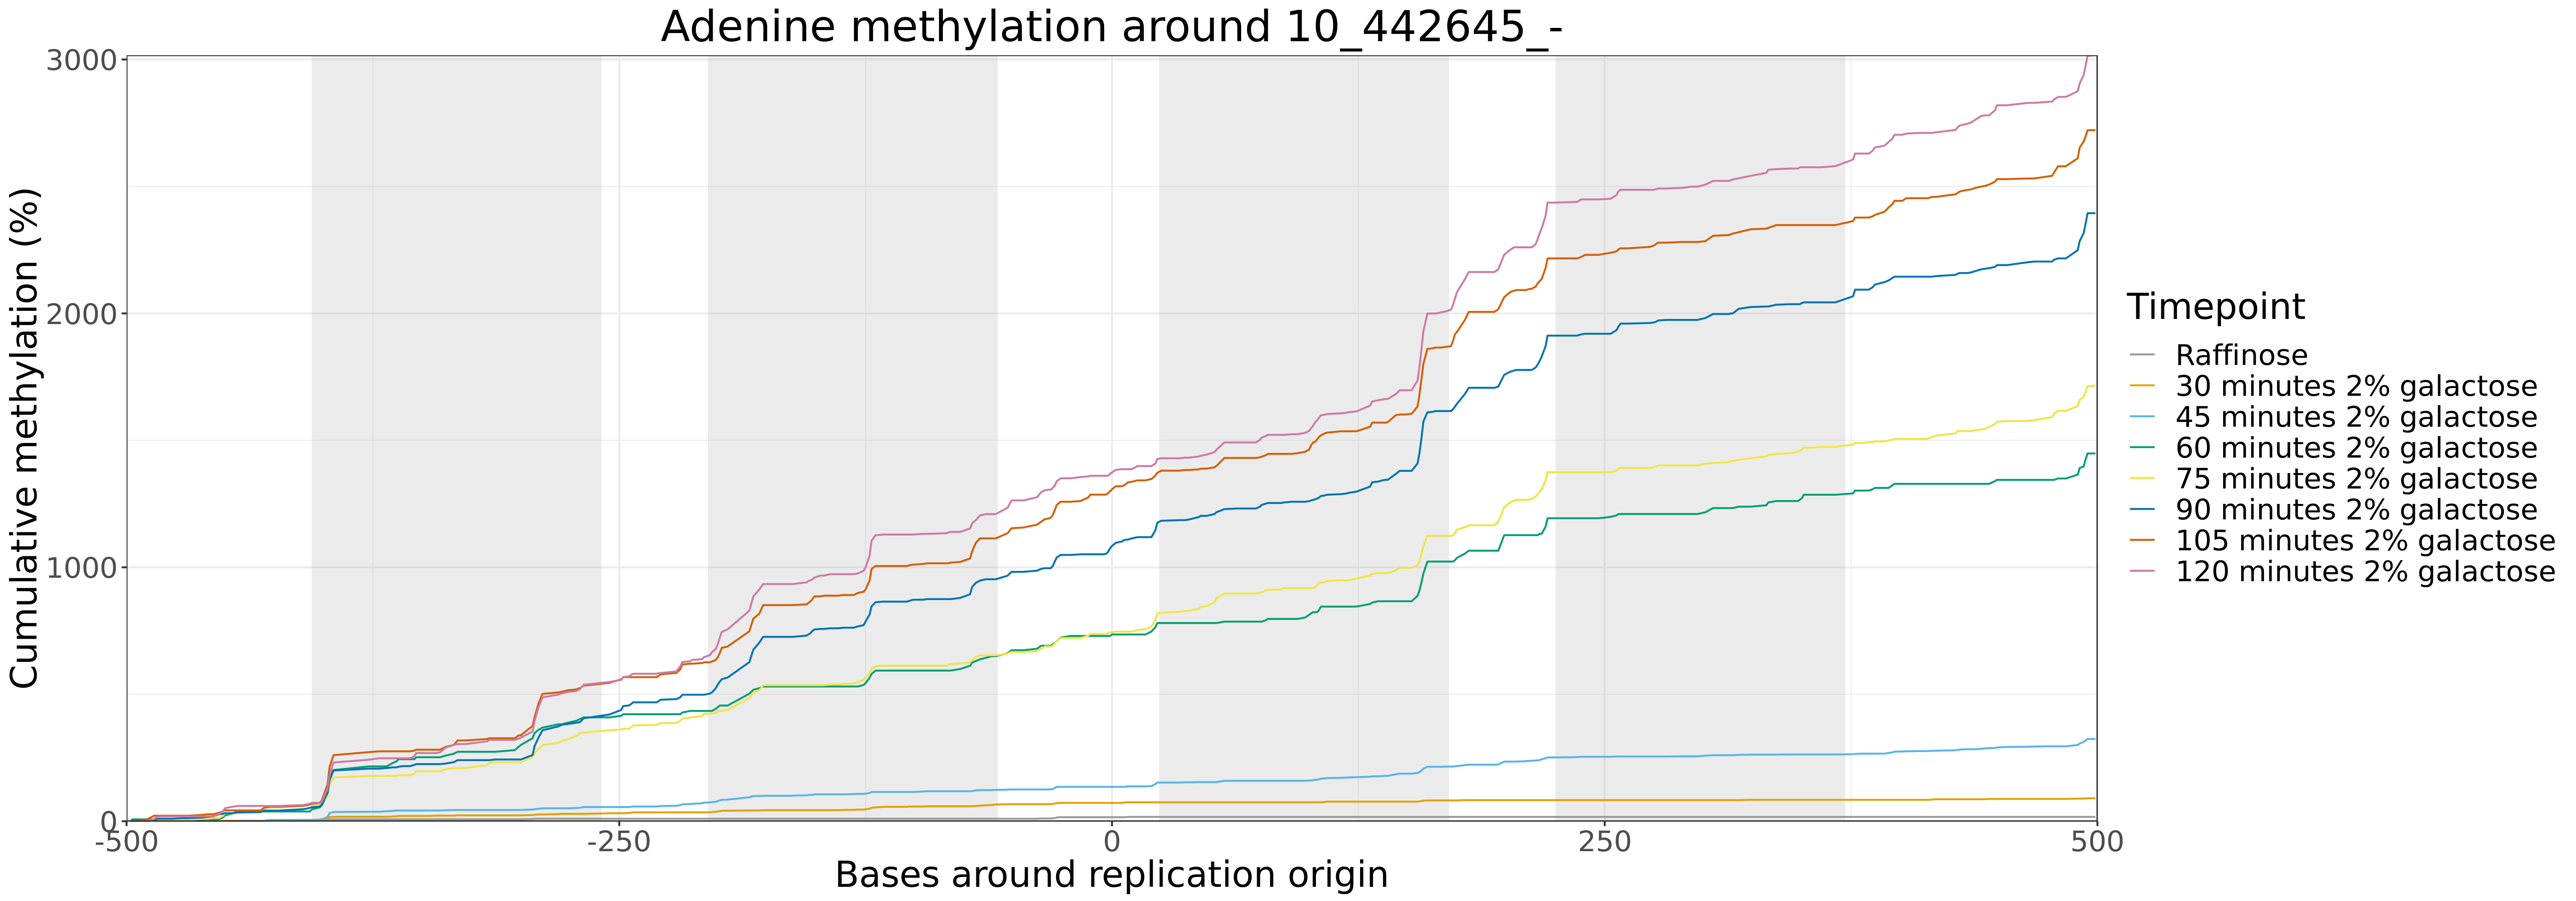 Adenine methylation around 10_442645_-
Cumulative methylation (%)
3000
2000
1000
0
-500
-250
0
250
500
Bases around replication origin
Timepoint
Raffinose
30 minutes 2% galactose
45 minutes 2% galactose
60 minutes 2% galactose
75 minutes 2% galactose
90 minutes 2% galactose
105 minutes 2% galactose
120 minutes 2% galactose